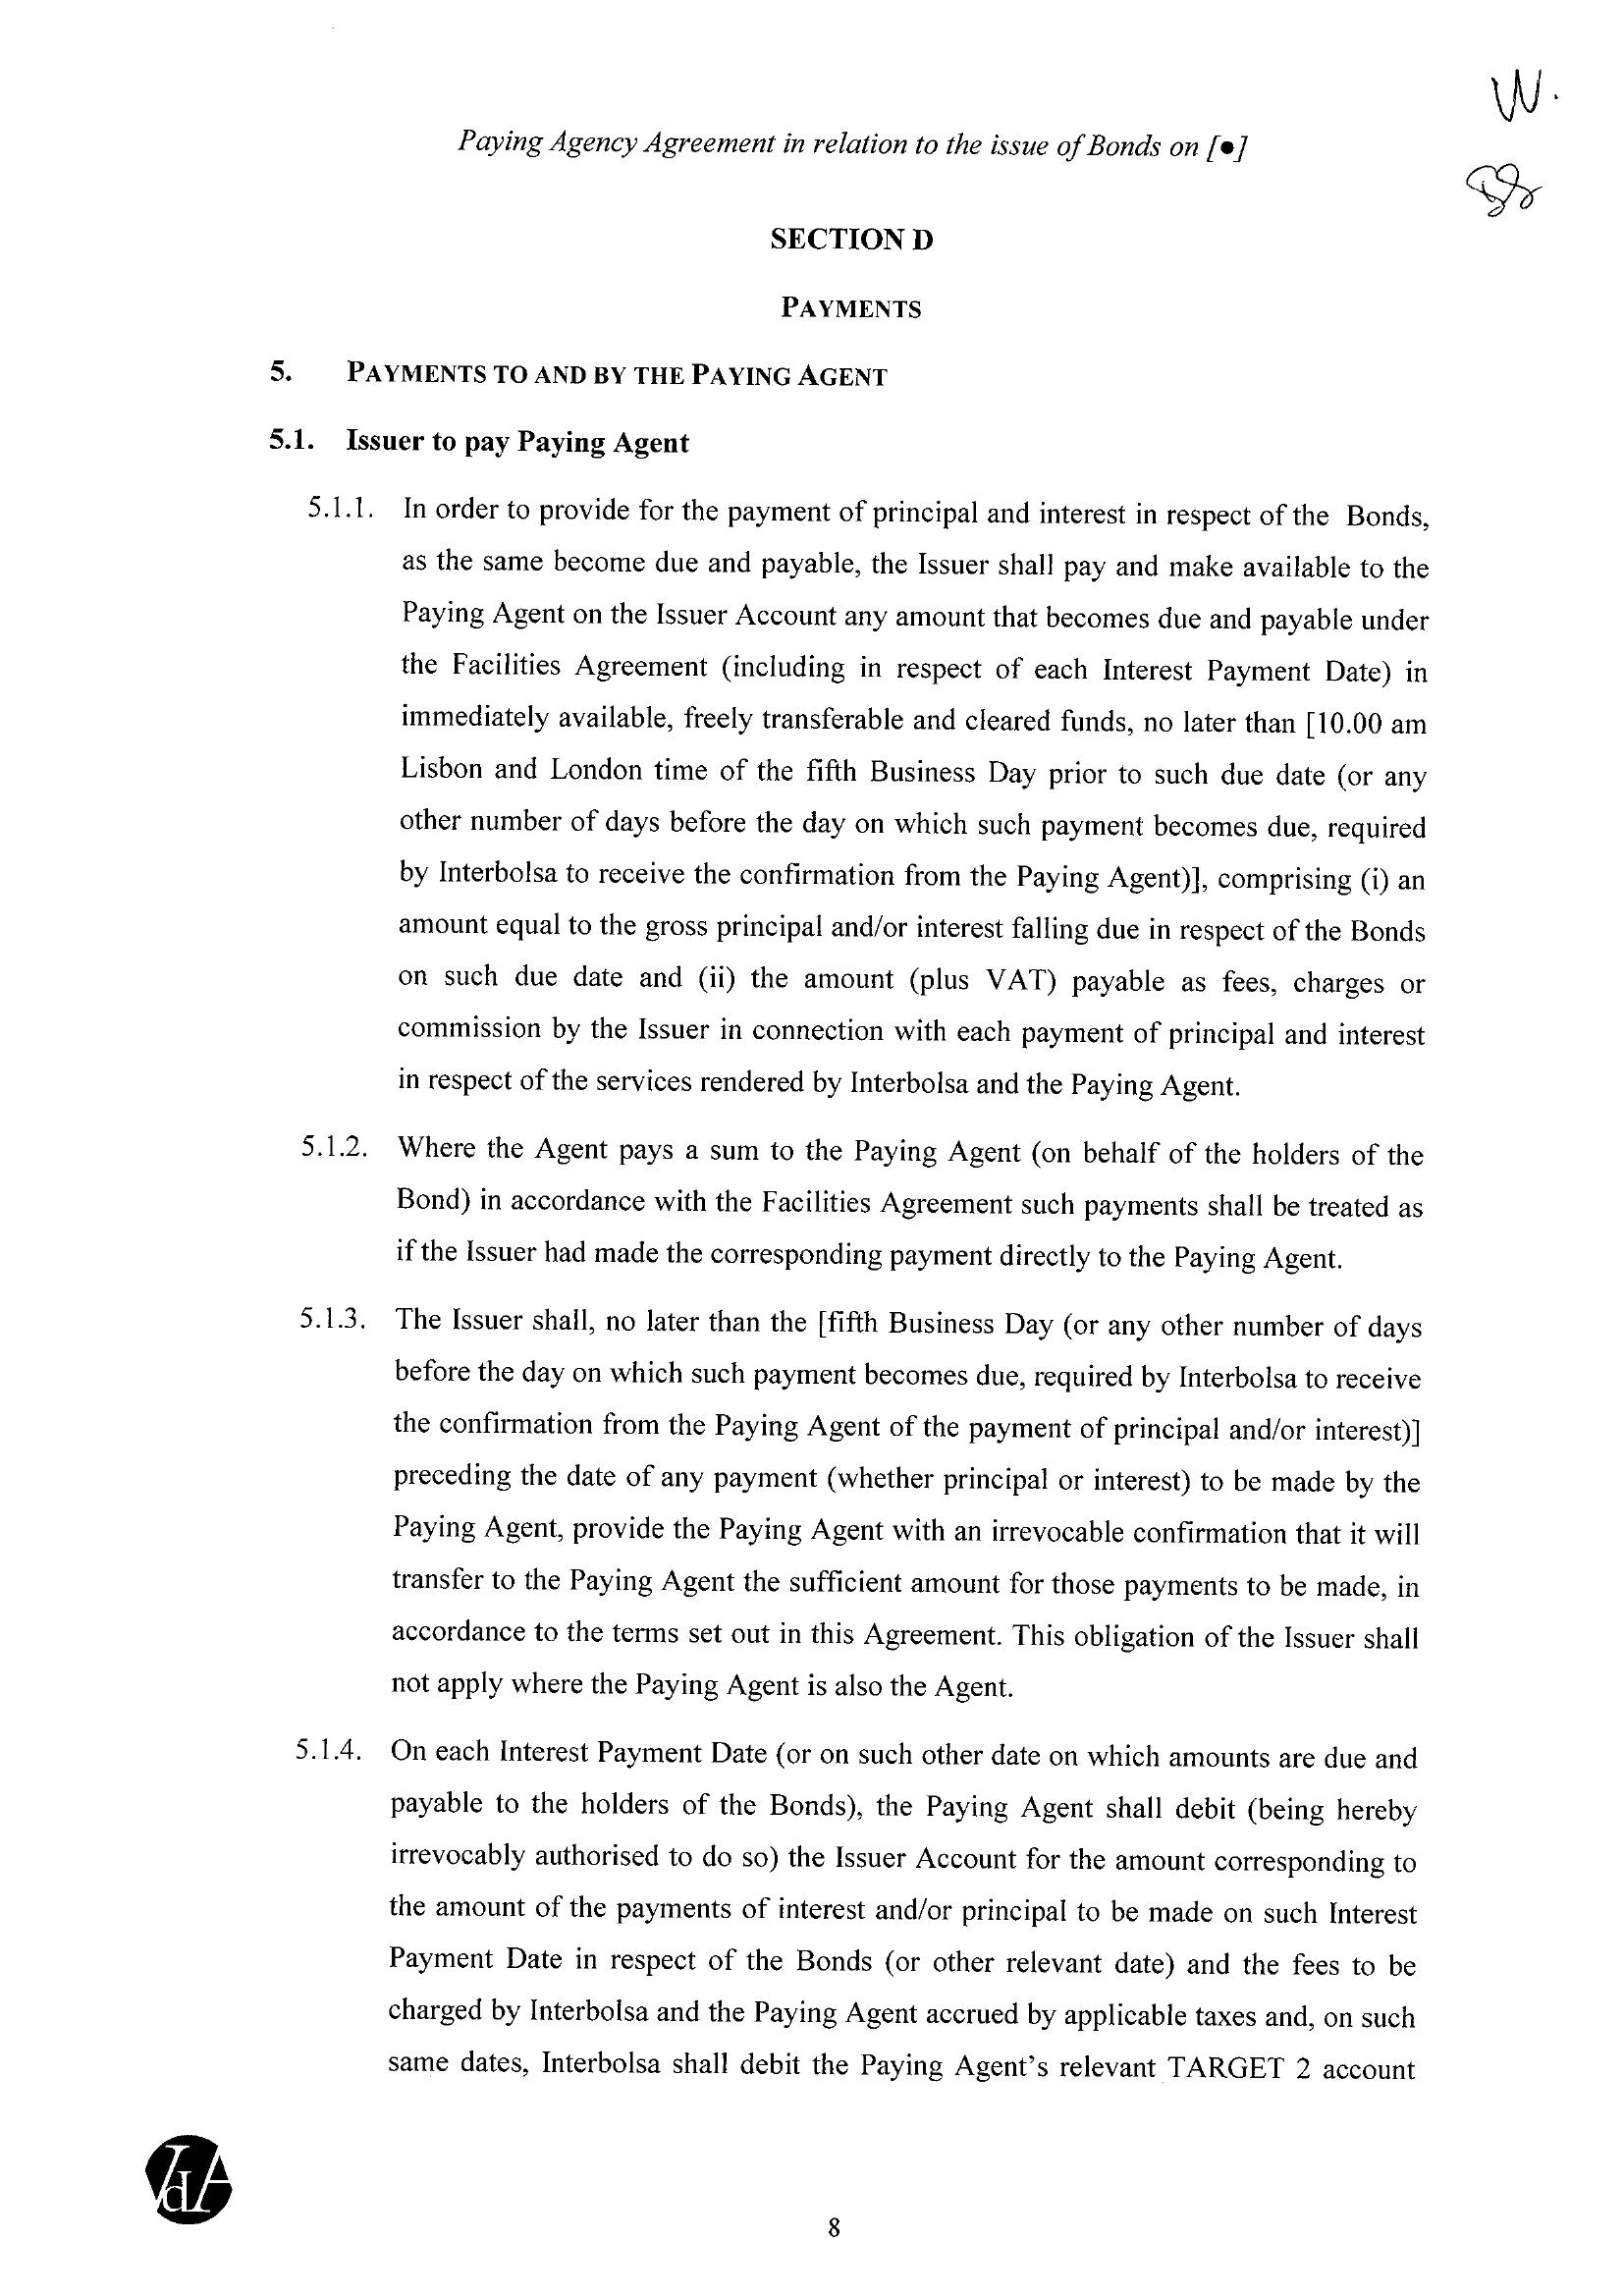 W.
Paying Agency Agreement in relation to the issue of Bonds on [●]
SECTION D
PAYMENTS
5. PAYMENTS TO AND BY THE PAYING AGENT
5.1. Issuer to pay Paying Agent
5.1.1. In order to provide for the payment of principal and interest in respect of the Bonds,
as the same become due and payable, the Issuer shall pay and make available to the
Paying Agent on the Issuer Account any amount that becomes due and payable under
the Facilities Agreement (including in respect of each Interest Payment Date) in
immediately available, freely transferable and cleared funds, no later than [10.00 am
Lisbon and London time of the fifth Business Day prior to such due date (or any
other number of days before the day on which such payment becomes due, required
by Interbolsa to receive the confirmation from the Paying Agent)], comprising (i) an
amount equal to the gross principal and/or interest falling due in respect of the Bonds
on such due date and (ii) the amount (plus VAT) payable as fees, charges or
commission by the Issuer in connection with each payment of principal and interest
in respect of the services rendered by Interbolsa and the Paying Agent.
5.1.2. Where the Agent pays a sum to the Paying Agent (on behalf of the holders of the
Bond) in accordance with the Facilities Agreement such payments shall be treated as
if the Issuer had made the corresponding payment directly to the Paying Agent.
5.1.3. The Issuer shall, no later than the [fifth Business Day (or any other number of days
before the day on which such payment becomes due, required by Interbolsa to receive
the confirmation from the Paying Agent of the payment of principal and/or interest)]
preceding the date of any payment (whether principal or interest) to be made by the
Paying Agent, provide the Paying Agent with an irrevocable confirmation that it will
transfer to the Paying Agent the sufficient amount for those payments to be made, in
accordance to the terms set out in this Agreement. This obligation of the Issuer shall
not apply where the Paying Agent is also the Agent.
5.1.4. On each Interest Payment Date (or on such other date on which amounts are due and
payable to the holders of the Bonds), the Paying Agent shall debit (being hereby
irrevocably authorised to do so) the Issuer Account for the amount corresponding to
the amount of the payments of interest and/or principal to be made on such Interest
Payment Date in respect of the Bonds (or other relevant date) and the fees to be
charged by Interbolsa and the Paying Agent accrued by applicable taxes and, on such
same dates, Interbolsa shall debit the Paying Agent's relevant TARGET 2 account
VdA
8